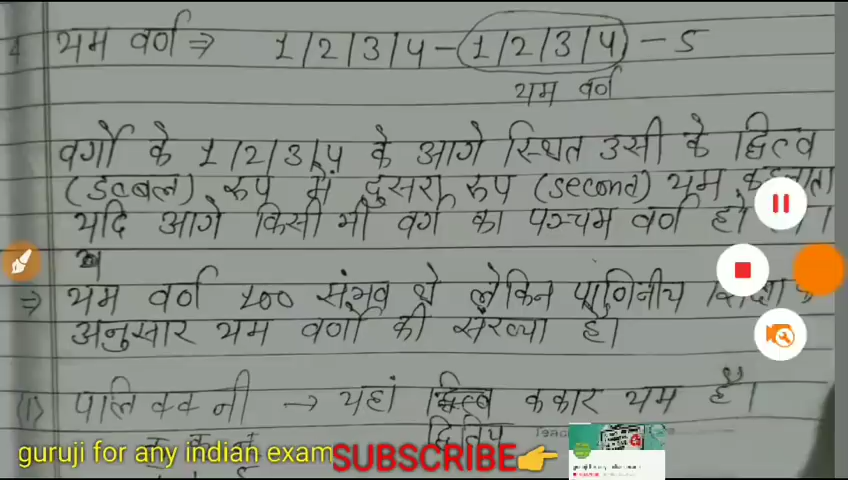 4 यम वर्ण ⇒ 1/2/3/4 - (1/2/3/4) - 5
यम वर्ण
वर्गो के 1/2/3/4 के आगे स्थित उसी के द्वित्व
(डबल) रुप में दुसरा रुप (second) यम कहलाता
यदि आगे किसी भी वर्ग का पञ्चम वर्ण हो
⇒ यम वर्ण 100 संभव थे लेकिन पाणिनीय
अनुसार यम वर्णो की संख्या है।
(1) पलिक्क्नी → यहां द्वित्व ककार यम है।
द्वितिय
guruji for any indian exam SUBSCRIBE